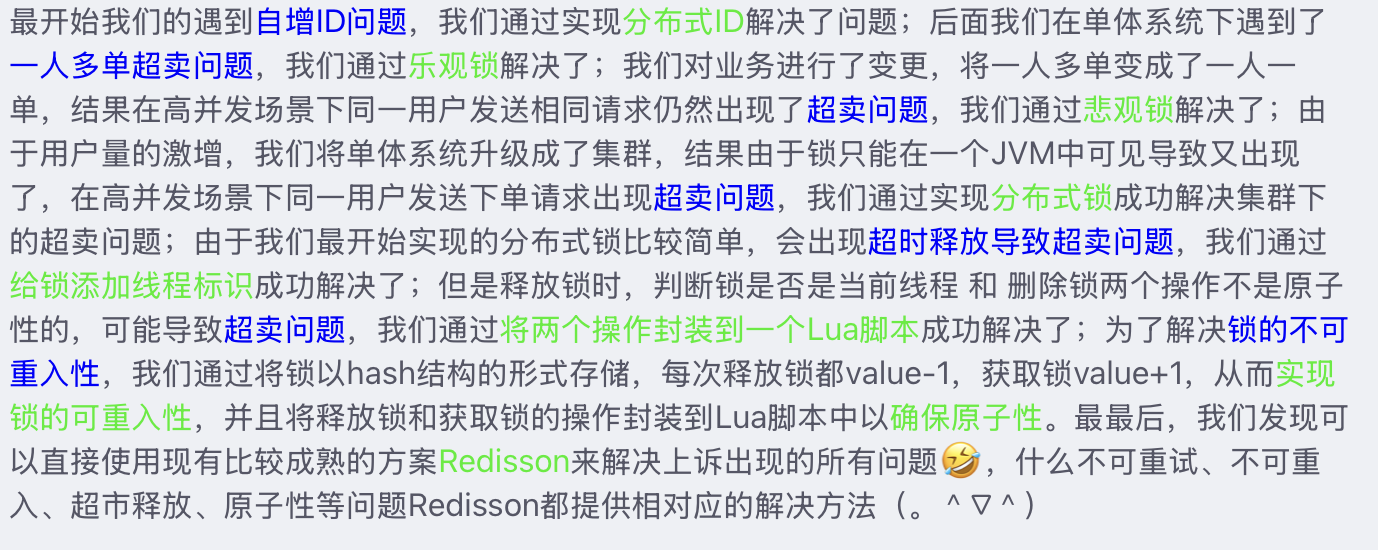 最开始我们的遇到自增ID问题，我们通过实现分布式ID解决了问题；后面我们在单体系统下遇到了
一人多单超卖问题，我们通过乐观锁解决了；我们对业务进行了变更，将一人多单变成了一人一
单，结果在高并发场景下同一用户发送相同请求仍然出现了超卖问题，我们通过悲观锁解决了；由
于用户量的激增，我们将单体系统升级成了集群，结果由于锁只能在一个JVM中可见导致又出现
了，在高并发场景下同一用户发送下单请求出现超卖问题，我们通过实现分布式锁成功解决集群下
的超卖问题；由于我们最开始实现的分布式锁比较简单，会出现超时释放导致超卖问题，我们通过
给锁添加线程标识成功解决了；但是释放锁时，判断锁是否是当前线程 和 删除锁两个操作不是原子
性的，可能导致超卖问题，我们通过将两个操作封装到一个Lua脚本成功解决了；为了解决锁的不可
重入性，我们通过将锁以hash结构的形式存储，每次释放锁都value-1，获取锁value+1，从而实现
锁的可重入性，并且将释放锁和获取锁的操作封装到Lua脚本中以确保原子性。最最后，我们发现可
以直接使用现有比较成熟的方案Redisson来解决上诉出现的所有问题🤣，什么不可重试、不可重
入、超市释放、原子性等问题Redisson都提供相对应的解决方法（。＾▽＾）